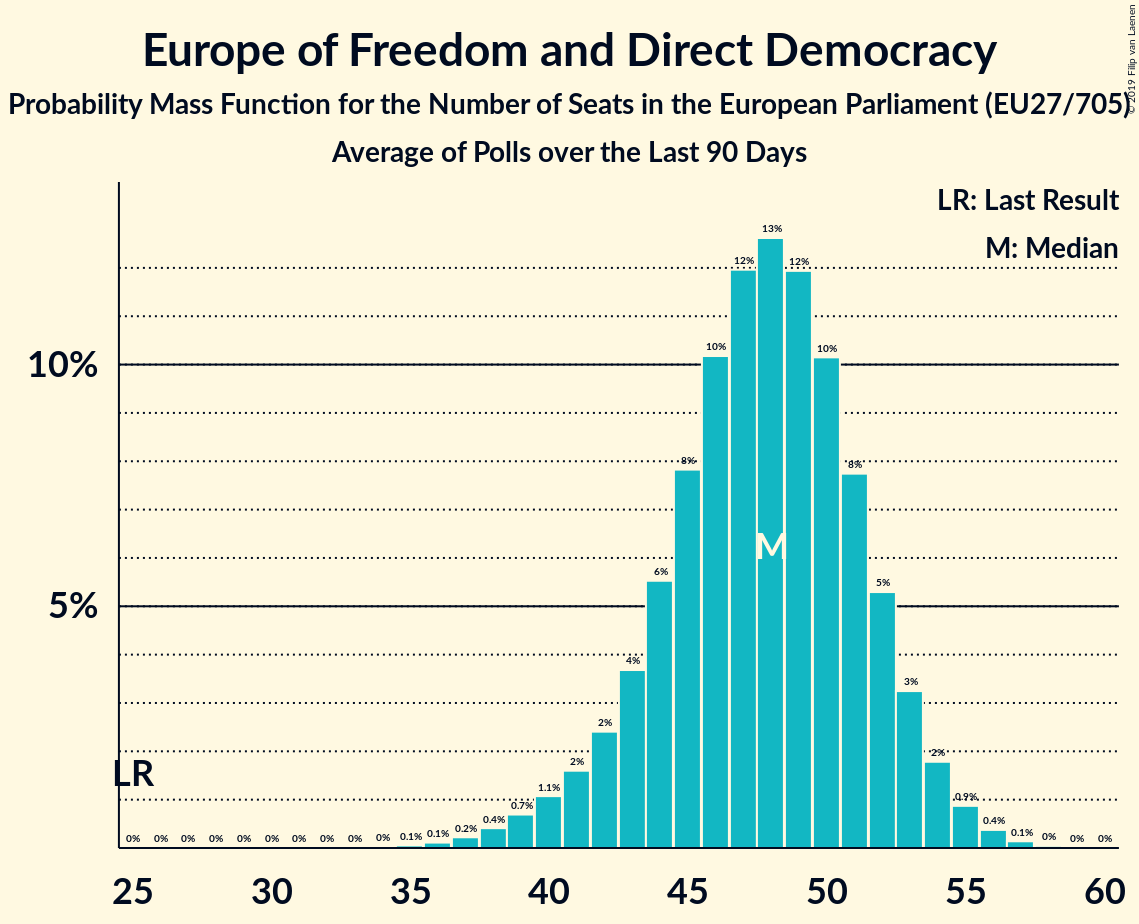 Europe of Freedom and Direct Democracy
Probability Mass Function for the Number of Seats in the European Parliament (EU27/705)
Average of Polls over the Last 90 Days
© 2019 Filip van Laenen
LR: Last Result
M: Median
10%
5%
LR
M
0% 0% 0% 0% 0% 0% 0% 0% 0% 0% 0.1% 0.1% 0.2% 0.4% 0.7% 1.1% 2% 2% 4% 6% 8% 10% 12% 13% 12% 10% 8% 5% 3% 2% 0.9% 0.4% 0.1% 0% 0% 0%
25 30 35 40 45 50 55 60